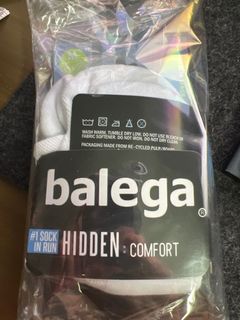 WASH WARM, TUMBLE DRY LOW. DO NOT USE BLEACH OR
FABRIC SOFTENER. DO NOT IRON. DO NOT DRY CLEAN.
PACKAGING MADE FROM RE-CYCLED PULP/WOOD
balega®
#1 SOCK
IN RUN
HIDDEN: COMFORT